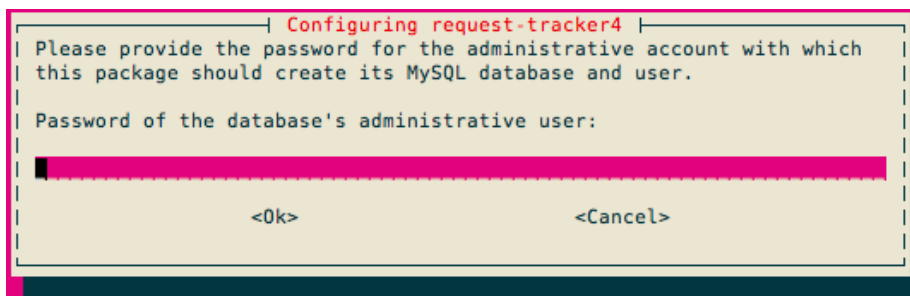 Configuring request-tracker4
Please provide the password for the administrative account with which
this package should create its MySQL database and user.
Password of the database's administrative user:
<Ok> <Cancel>